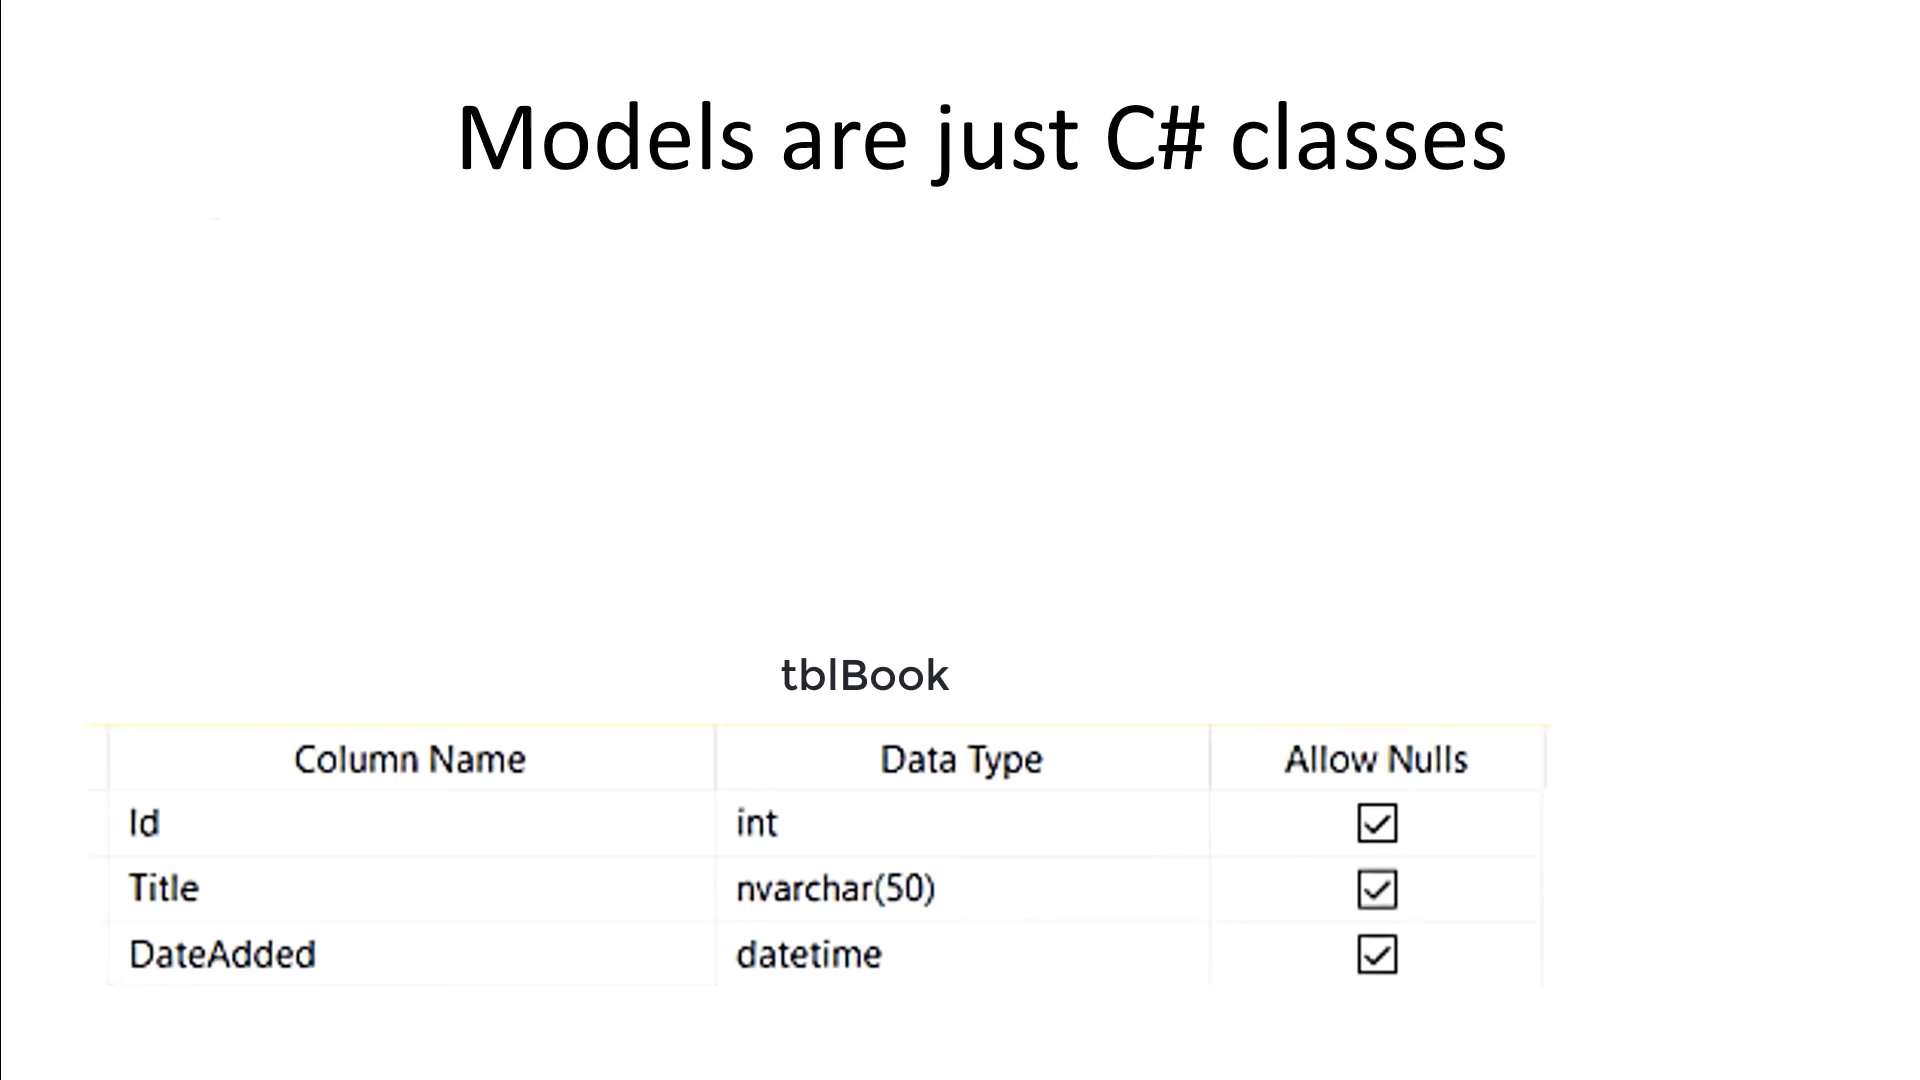 Models are just C# classes
tblBook
Column Name Data Type Allow Nulls
Id int
Title nvarchar(50)
DateAdded datetime